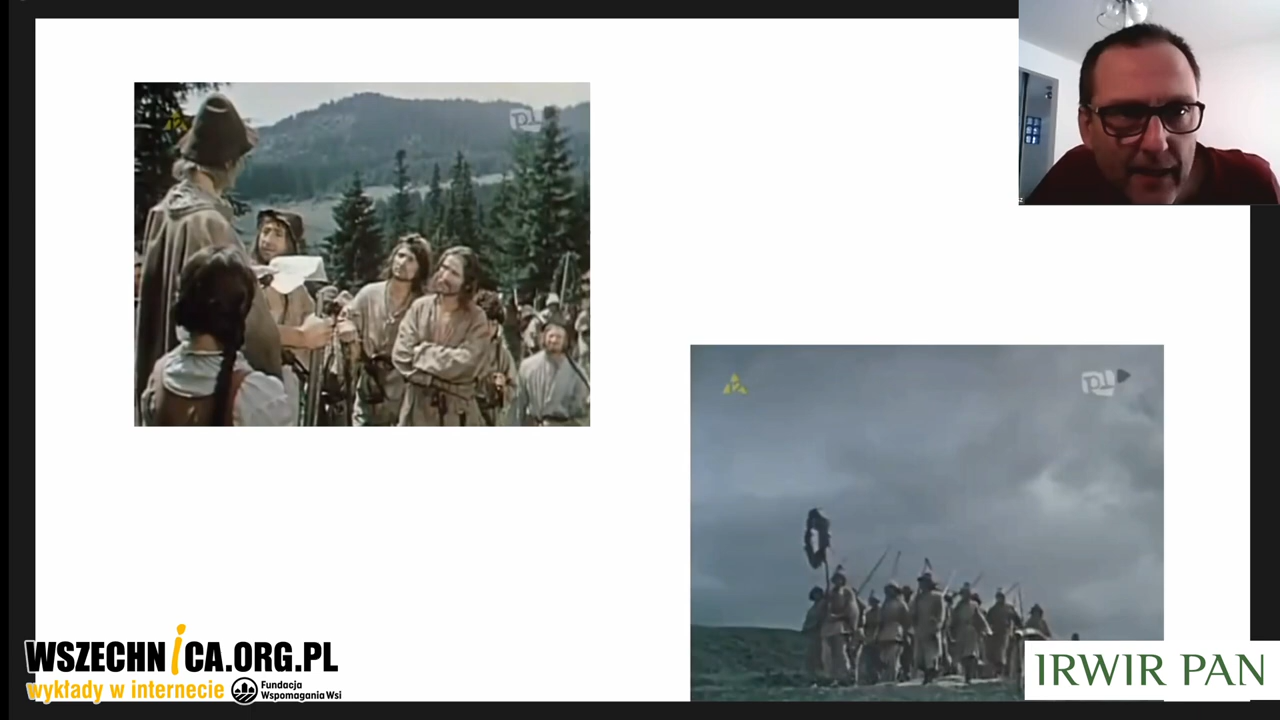 WSZECHNiCA.ORG.PL
wykłady w internecie
Fundacja
Wspomagania Wsi
IRWIR PAN